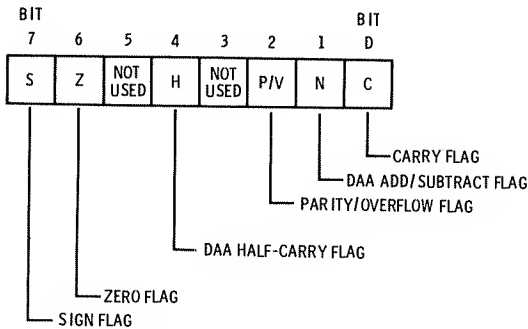 BIT BIT
7 6 5 4 3 2 1 D
S Z NOT USED H NOT USED P/V N C
CARRY FLAG
DAA ADD/SUBTRACT FLAG
PARITY/OVERFLOW FLAG
DAA HALF-CARRY FLAG
ZERO FLAG
SIGN FLAG